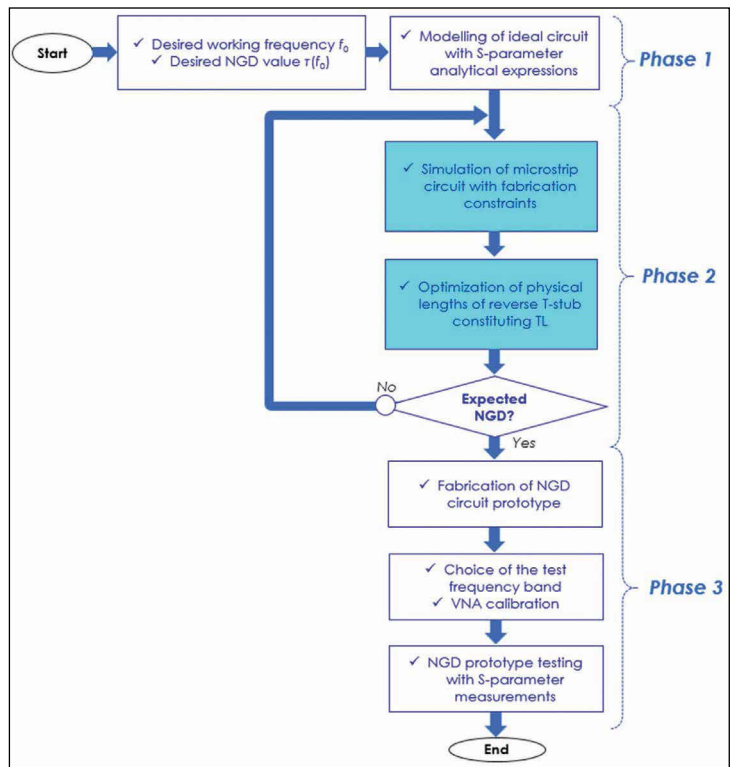 Start
✓ Desired working frequency f₀
✓ Desired NGD value τ(f₀)
✓ Modelling of ideal circuit
with S-parameter
analytical expressions
Phase 1
✓ Simulation of microstrip
circuit with fabrication
constraints
✓ Optimization of physical
lengths of reverse T-stub
constituting TL
Phase 2
No
Expected
NGD?
Yes
✓ Fabrication of NGD
circuit prototype
✓ Choice of the test
frequency band
✓ VNA calibration
Phase 3
✓ NGD prototype testing
with S-parameter
measurements
End